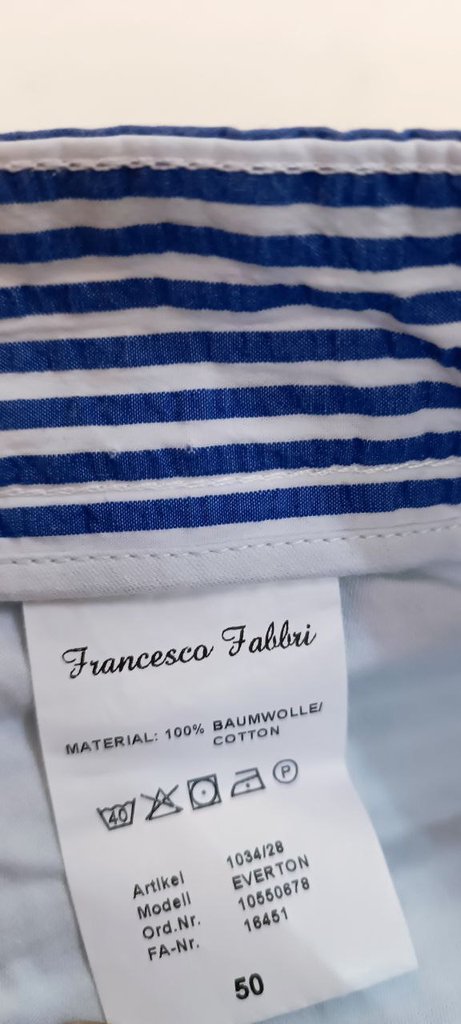 Francesco Fabbri
MATERIAL: 100% BAUMWOLLE/
COTTON
40 P
Artikel 1034/28
Modell EVERTON
Ord.Nr. 10550678
FA-Nr. 16451
50